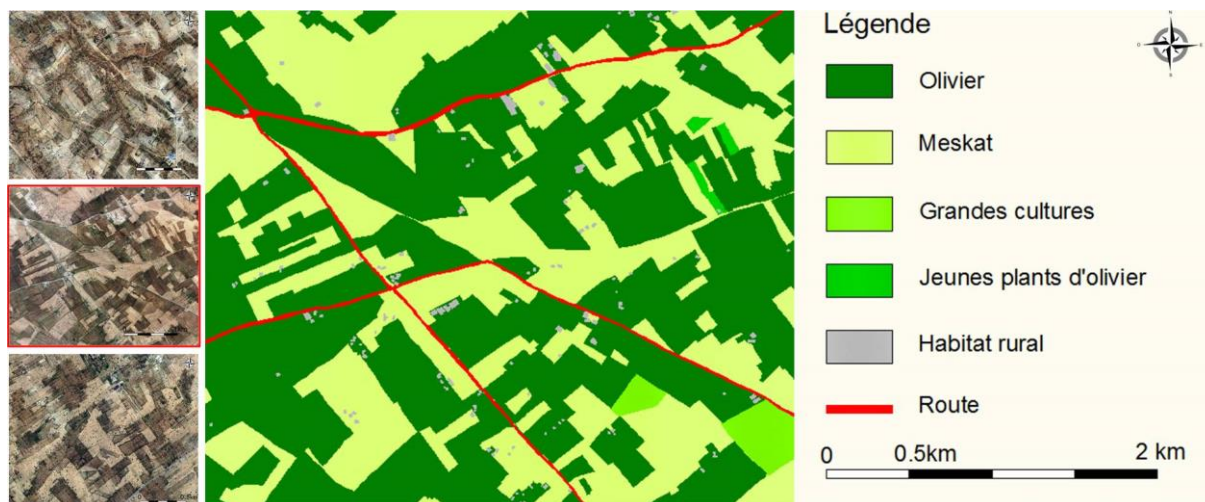 Légende
Olivier
Meskat
Grandes cultures
Jeunes plants d'olivier
Habitat rural
Route
0 0.5km 2 km